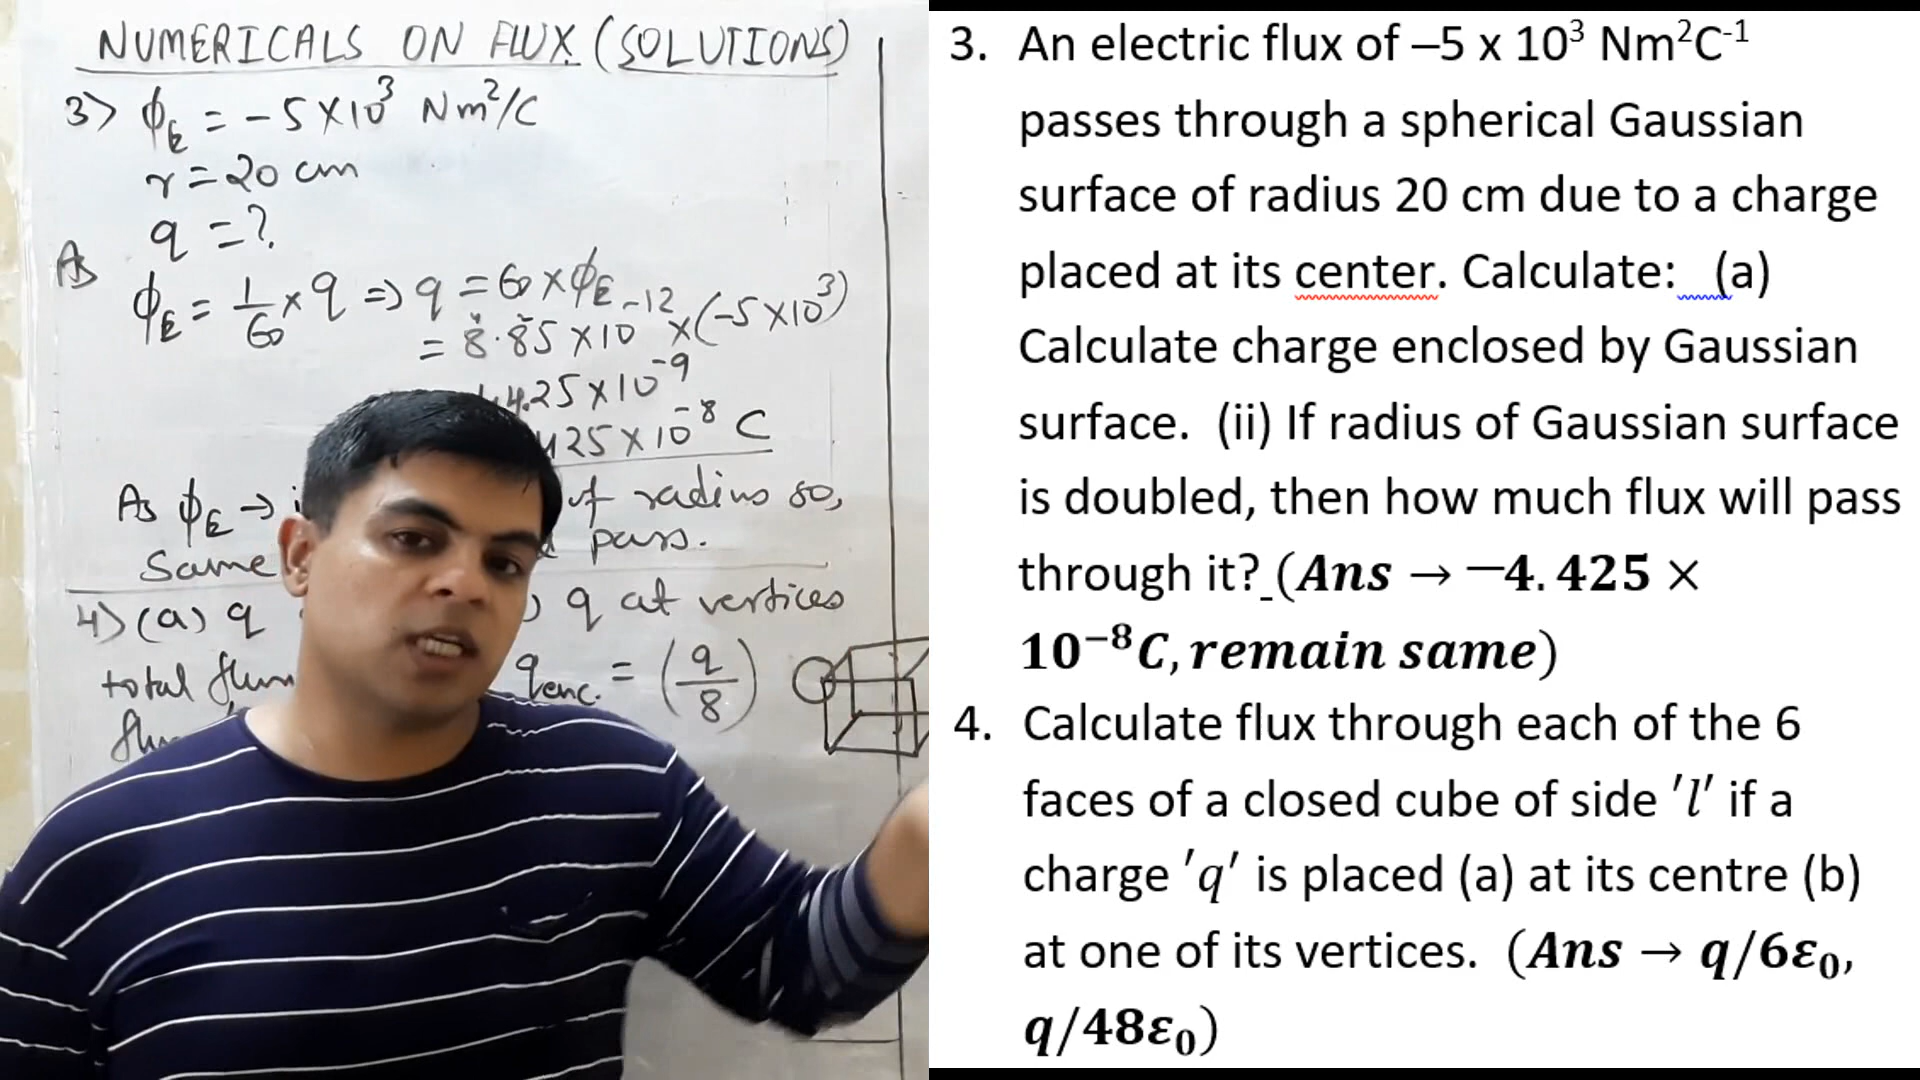 NUMERICALS ON FLUX (SOLUTIONS)
3) ϕE = -5×10³ Nm²/C
r = 20 cm
q = ?
As
ϕE = 1/ϵ₀ × q ⇒ q = ϵ₀ × ϕE
= 8.85 × 10⁻¹² × (-5 × 10³)
4.25 × 10⁻⁹
425 × 10⁻⁸ C
As ϕE → of radius so,
Same pass.
4) (a) q q at vertices
total flux qenc. = (q/8)
3. An electric flux of –5 x 10³ Nm²C⁻¹
passes through a spherical Gaussian
surface of radius 20 cm due to a charge
placed at its center. Calculate: (a)
Calculate charge enclosed by Gaussian
surface. (ii) If radius of Gaussian surface
is doubled, then how much flux will pass
through it? (Ans → −4.425 ×
10⁻⁸C, remain same)
4. Calculate flux through each of the 6
faces of a closed cube of side ′l′ if a
charge ′q′ is placed (a) at its centre (b)
at one of its vertices. (Ans → q/6ε₀,
q/48ε₀)